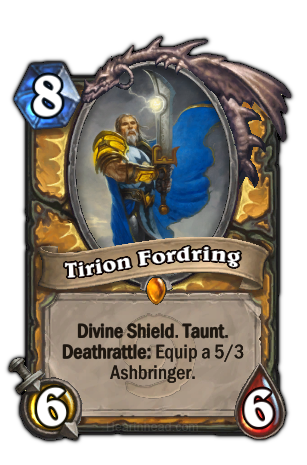 8
Tirion Fordring
Divine Shield. Taunt.
Deathrattle: Equip a 5/3
Ashbringer.
6
6